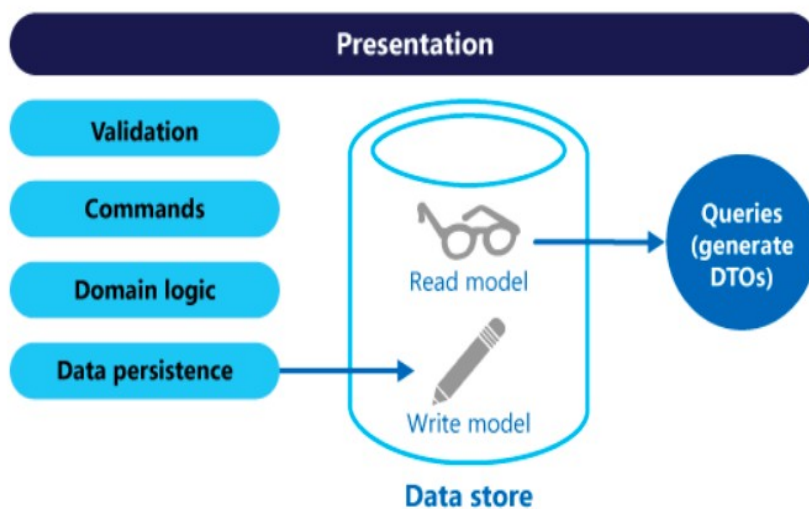 Presentation
Validation
Commands
Domain logic
Data persistence
Read model
Write model
Data store
Queries
(generate
DTOs)